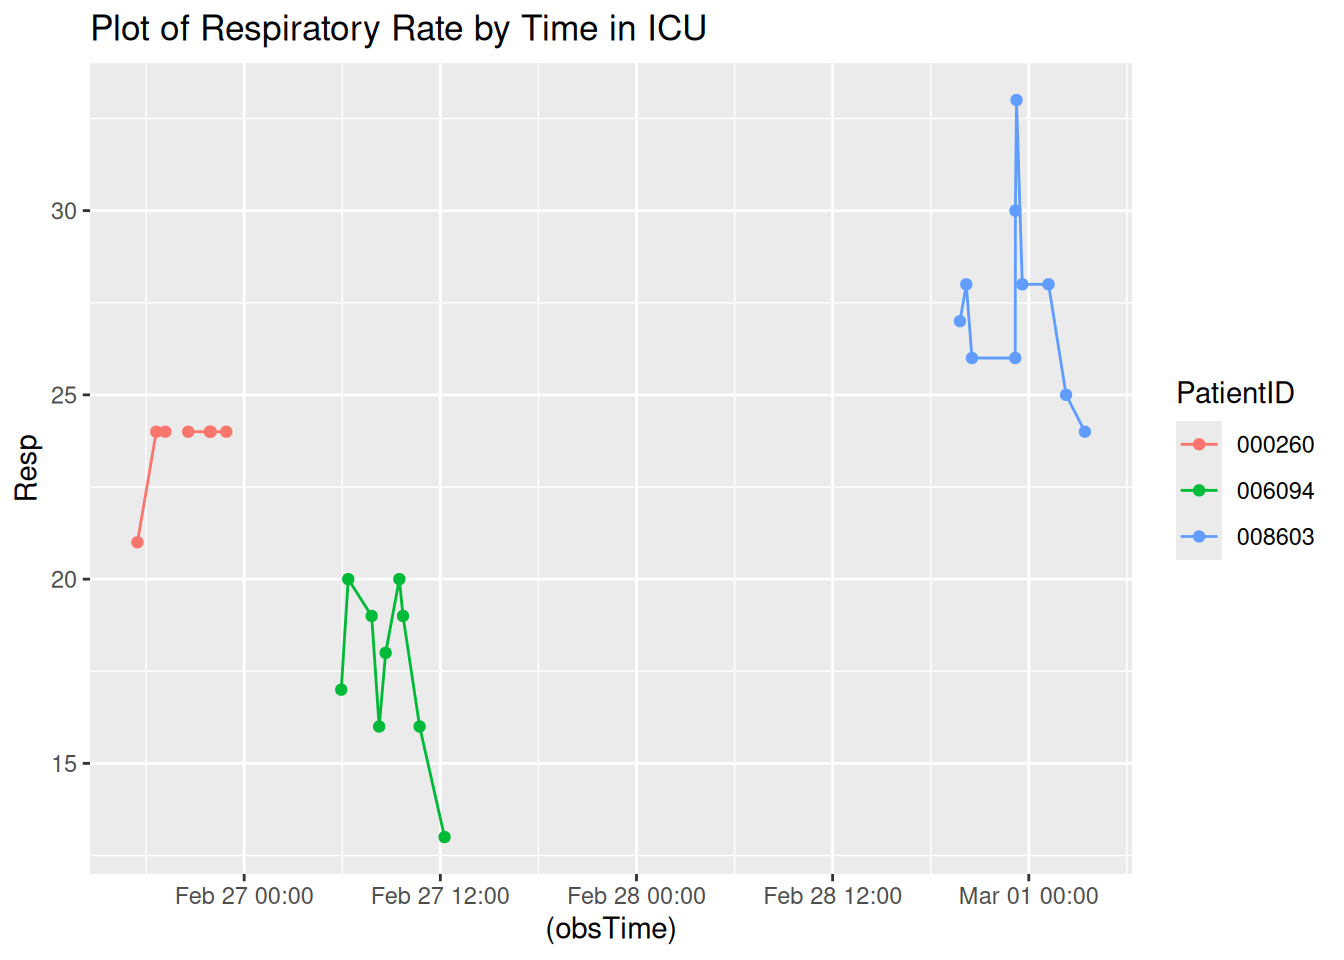 Plot of Respiratory Rate by Time in ICU
Resp
30
25
20
15
Feb 27 00:00
Feb 27 12:00
Feb 28 00:00
Feb 28 12:00
Mar 01 00:00
(obsTime)
PatientID
000260
006094
008603